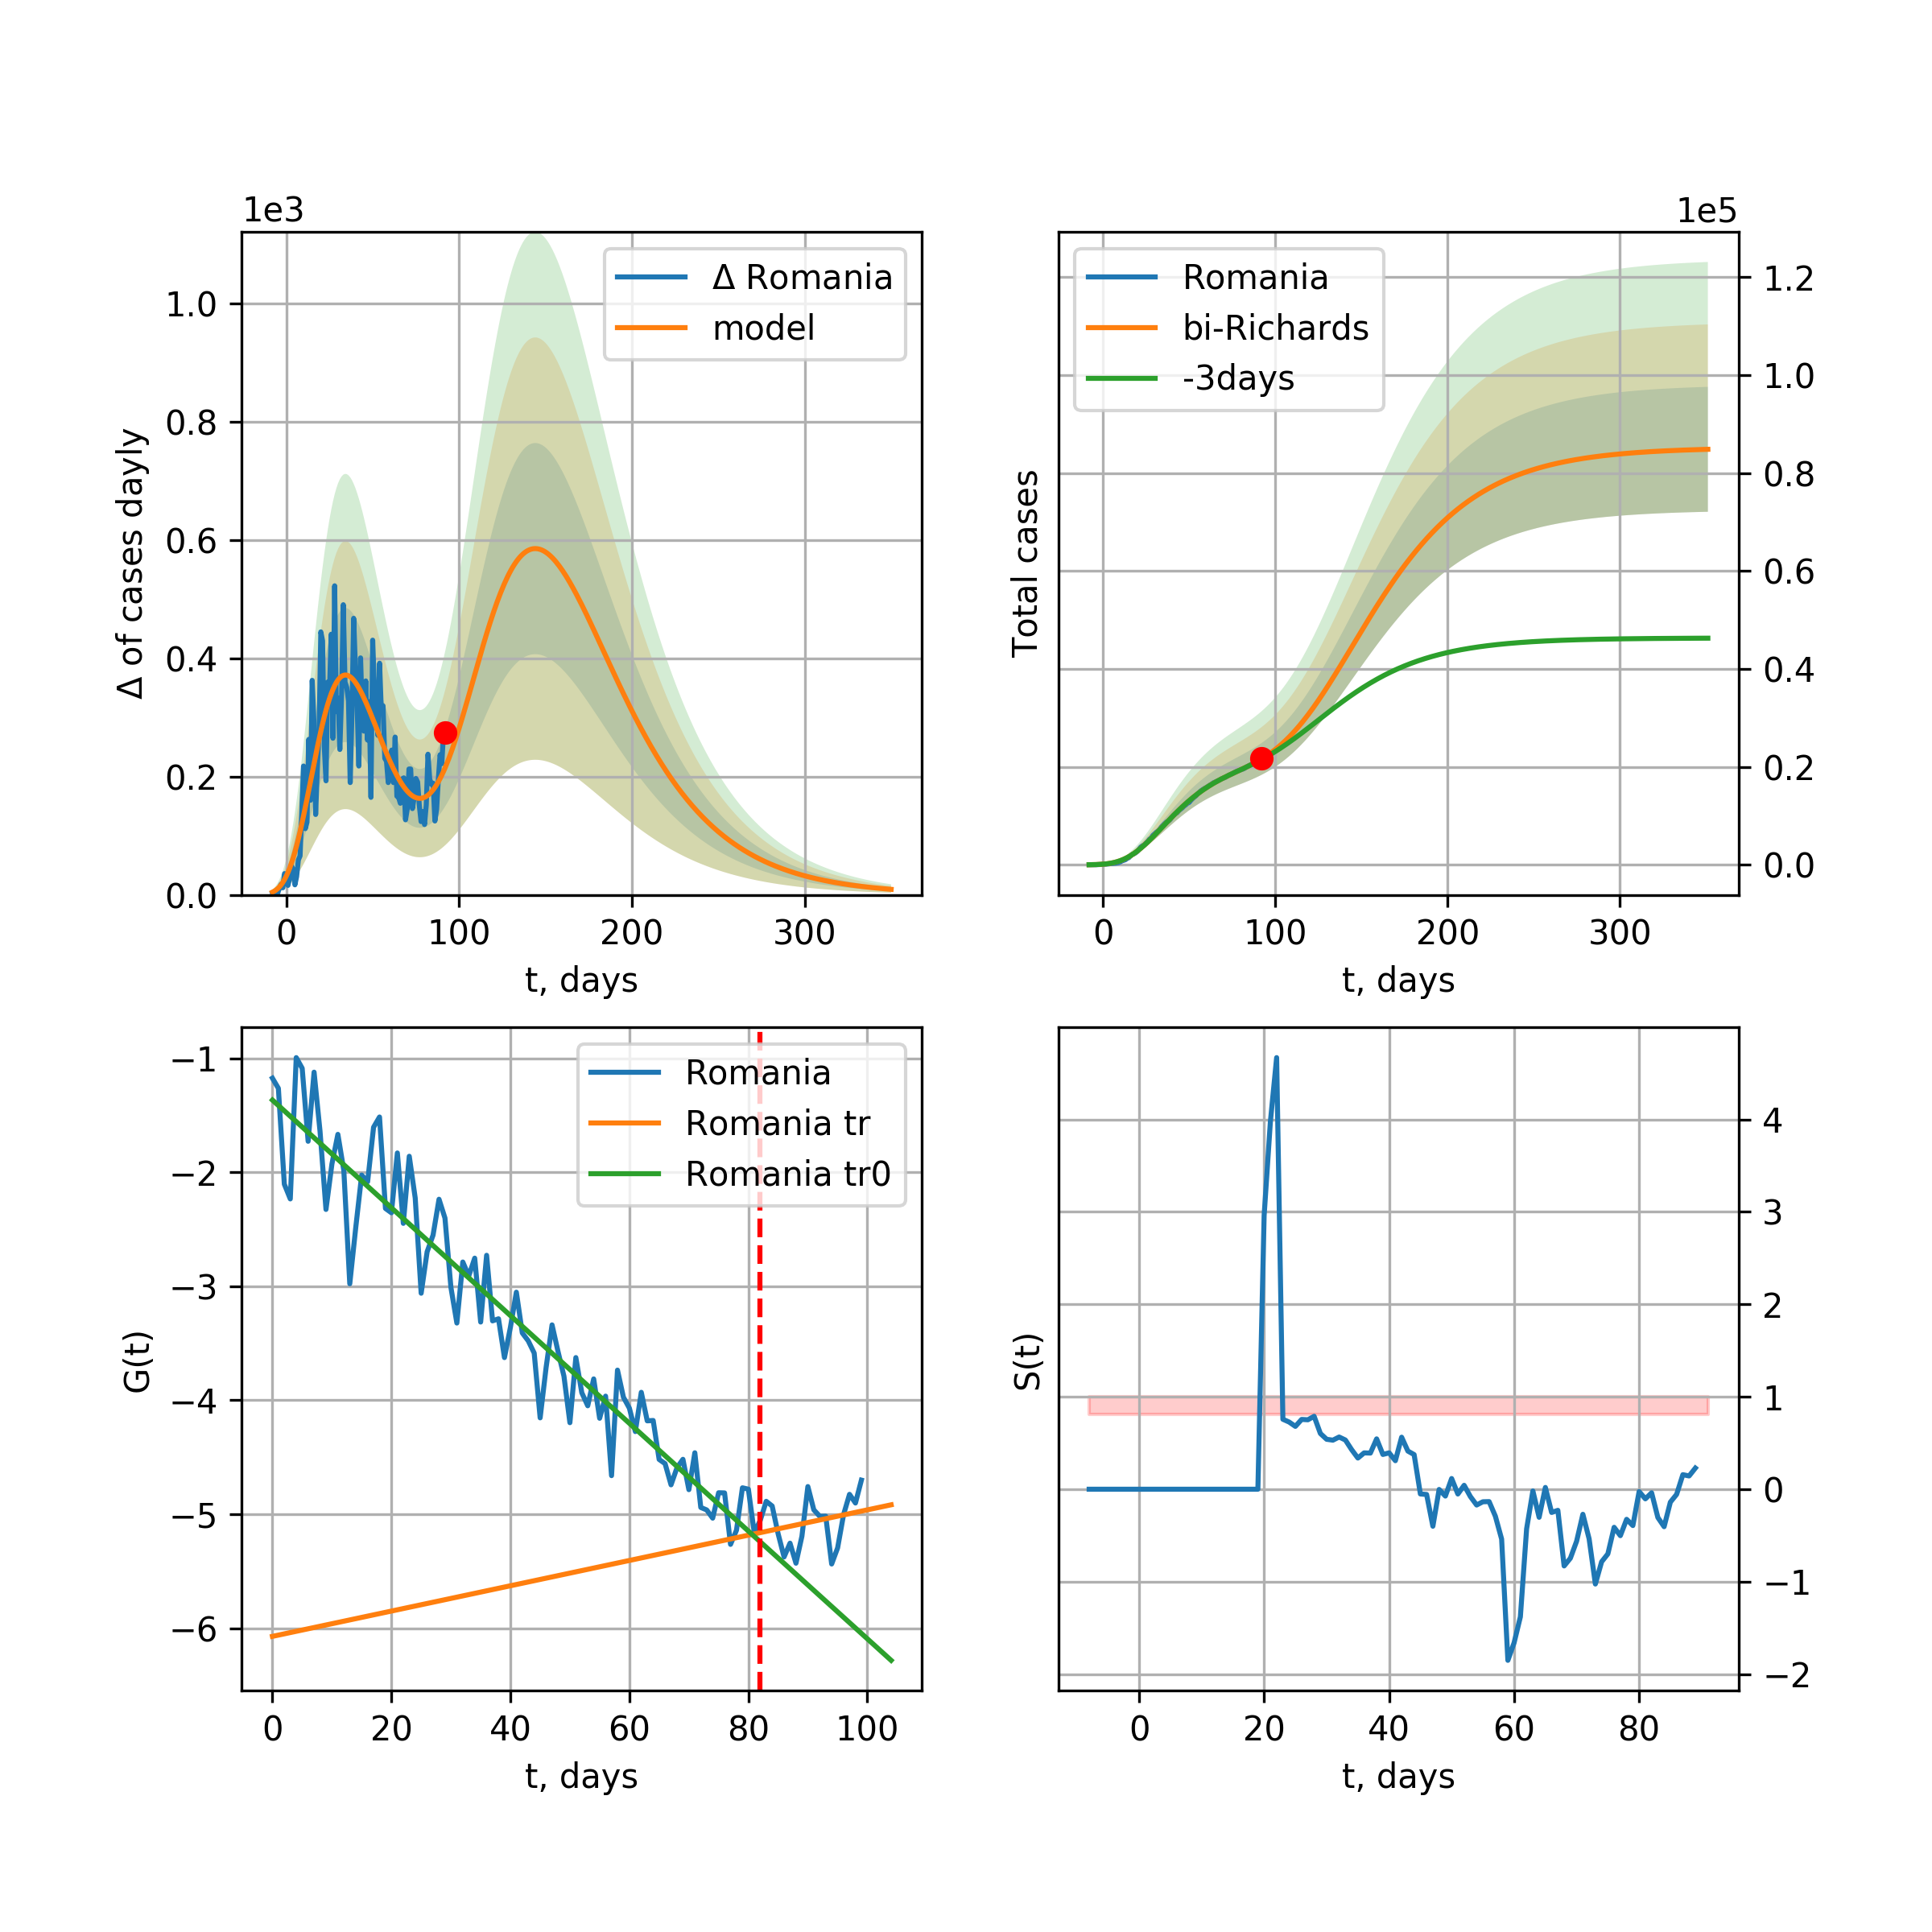 1e3
Δ Romania
model
Δ of cases dayly
1.0
0.8
0.6
0.4
0.2
0.0
0
100
200
300
t, days
1e5
Romania
bi-Richards
-3days
Total cases
1.2
1.0
0.8
0.6
0.4
0.2
0.0
0
100
200
300
t, days
Romania
Romania tr
Romania tr0
G(t)
−1
−2
−3
−4
−5
−6
0
20
40
60
80
100
t, days
S(t)
4
3
2
1
0
−1
−2
0
20
40
60
80
t, days